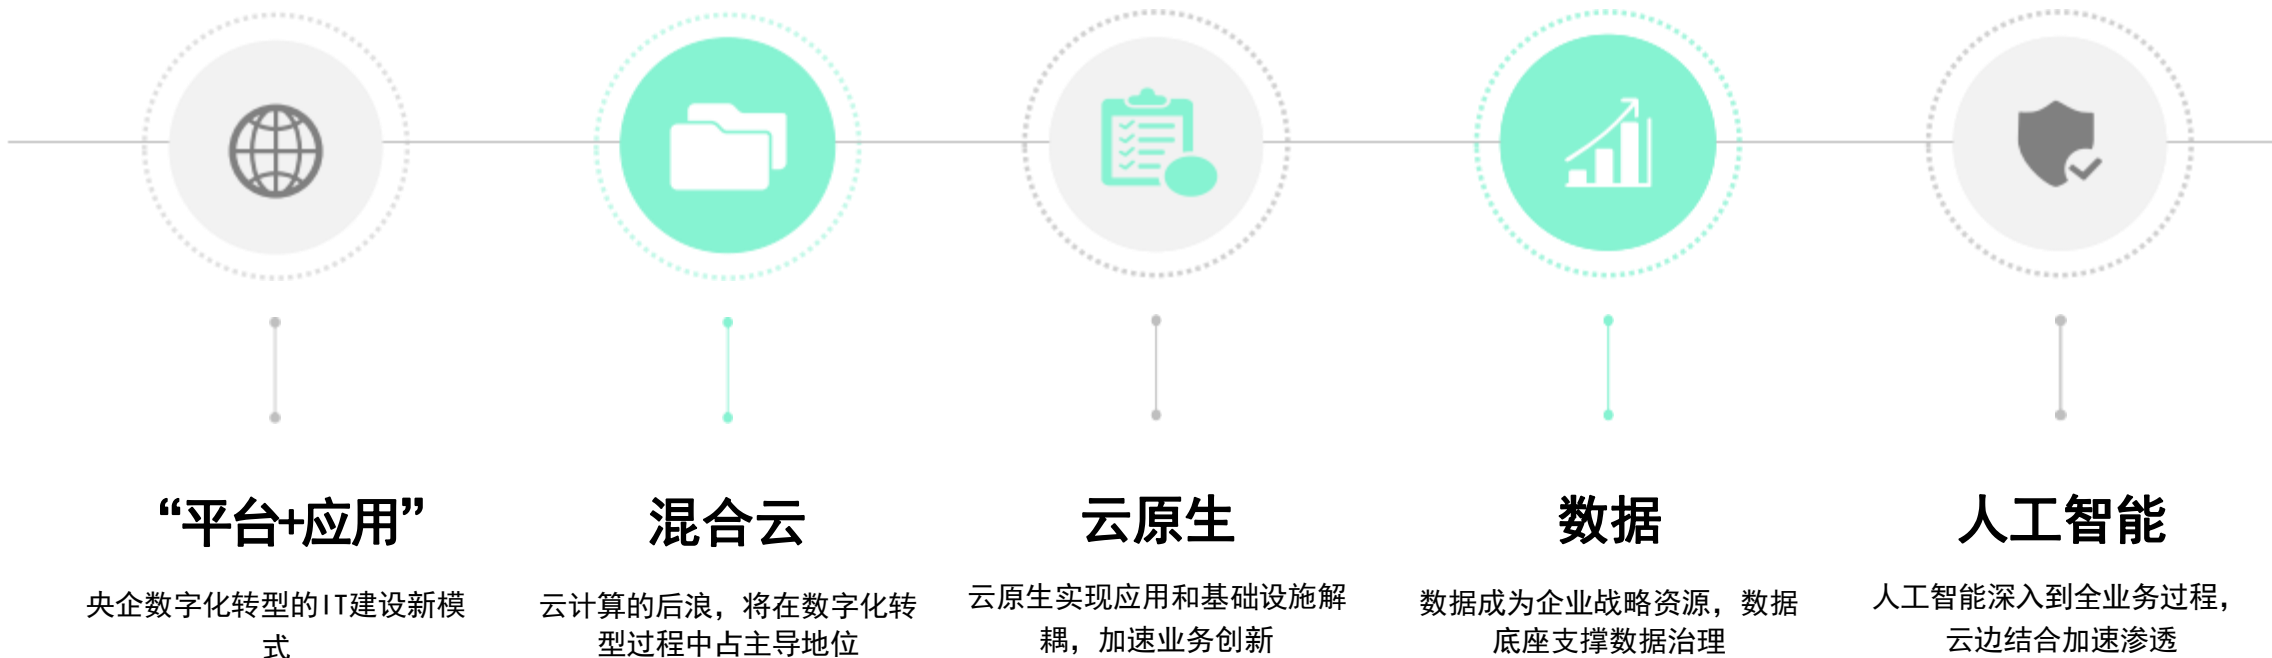 “平台+应用”
央企数字化转型的IT建设新模
式
混合云
云计算的后浪，将在数字化转
型过程中占主导地位
云原生
云原生实现应用和基础设施解
耦，加速业务创新
数据
数据成为企业战略资源，数据
底座支撑数据治理
人工智能
人工智能深入到全业务过程，
云边结合加速渗透